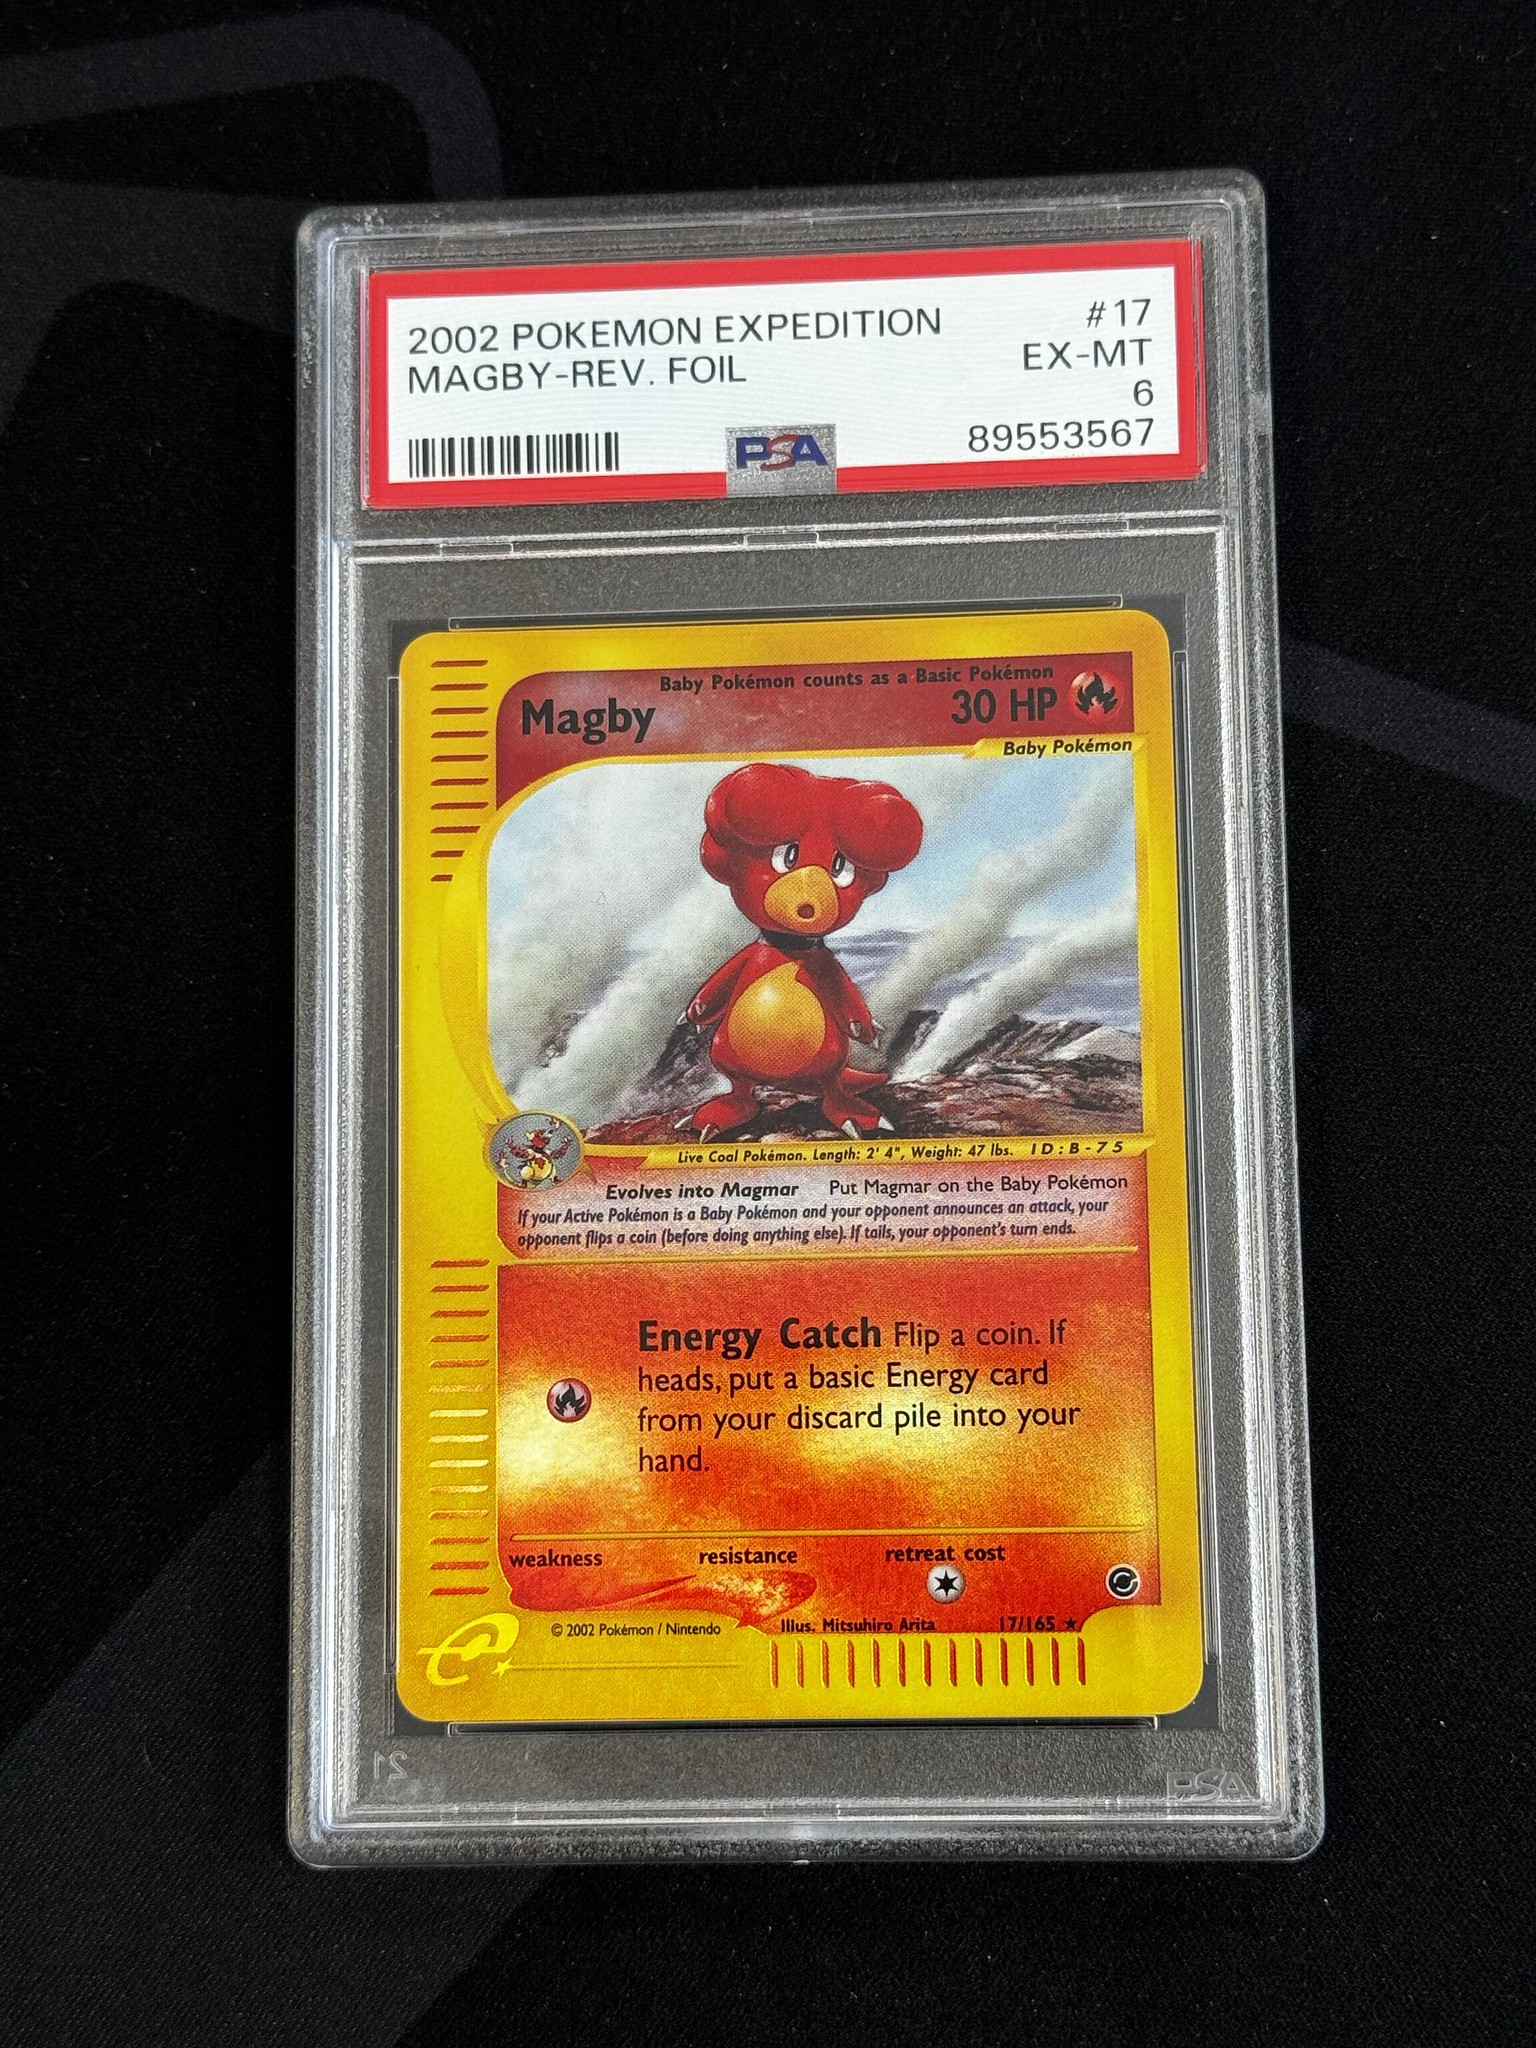 2002 POKEMON EXPEDITION #17
MAGBY-REV. FOIL EX-MT
6
PSA 89553567
Baby Pokémon counts as a Basic Pokémon
Magby 30 HP
Baby Pokémon
Live Coal Pokémon. Length: 2' 4", Weight: 47 lbs. ID:B-75
Evolves into Magmar Put Magmar on the Baby Pokémon
If your Active Pokémon is a Baby Pokémon and your opponent announces an attack, your
opponent flips a coin (before doing anything else). If tails, your opponent's turn ends.
Energy Catch Flip a coin. If
heads, put a basic Energy card
from your discard pile into your
hand.
weakness resistance retreat cost
© 2002 Pokémon / Nintendo Illus. Mitsuhiro Arita 17/165 ★
e
21 PSA